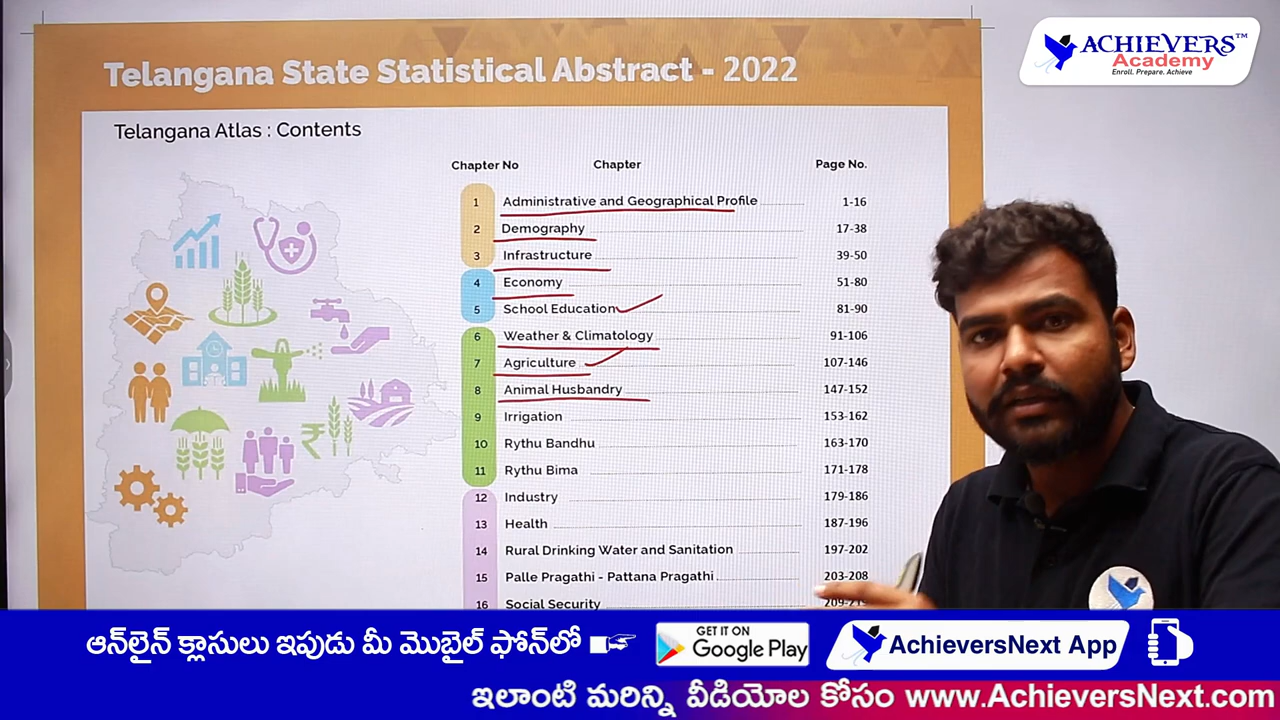 ACHIEVERS™
Academy
Enroll. Prepare. Achieve
Telangana State Statistical Abstract - 2022
Telangana Atlas : Contents
Chapter No Chapter Page No.
1 Administrative and Geographical Profile 1-16
2 Demography 17-38
3 Infrastructure 39-50
4 Economy 51-80
5 School Education 81-90
6 Weather & Climatology 91-106
7 Agriculture 107-146
8 Animal Husbandry 147-152
9 Irrigation 153-162
10 Rythu Bandhu 163-170
11 Rythu Bima 171-178
12 Industry 179-186
13 Health 187-196
14 Rural Drinking Water and Sanitation 197-202
15 Palle Pragathi - Pattana Pragathi 203-208
16 Social Security
ఆన్‌లైన్ క్లాసులు ఇపుడు మీ మొబైల్ ఫోన్‌లో GET IT ON Google Play AchieversNext App
ఇలాంటి మరిన్ని వీడియోల కోసం www.AchieversNext.com